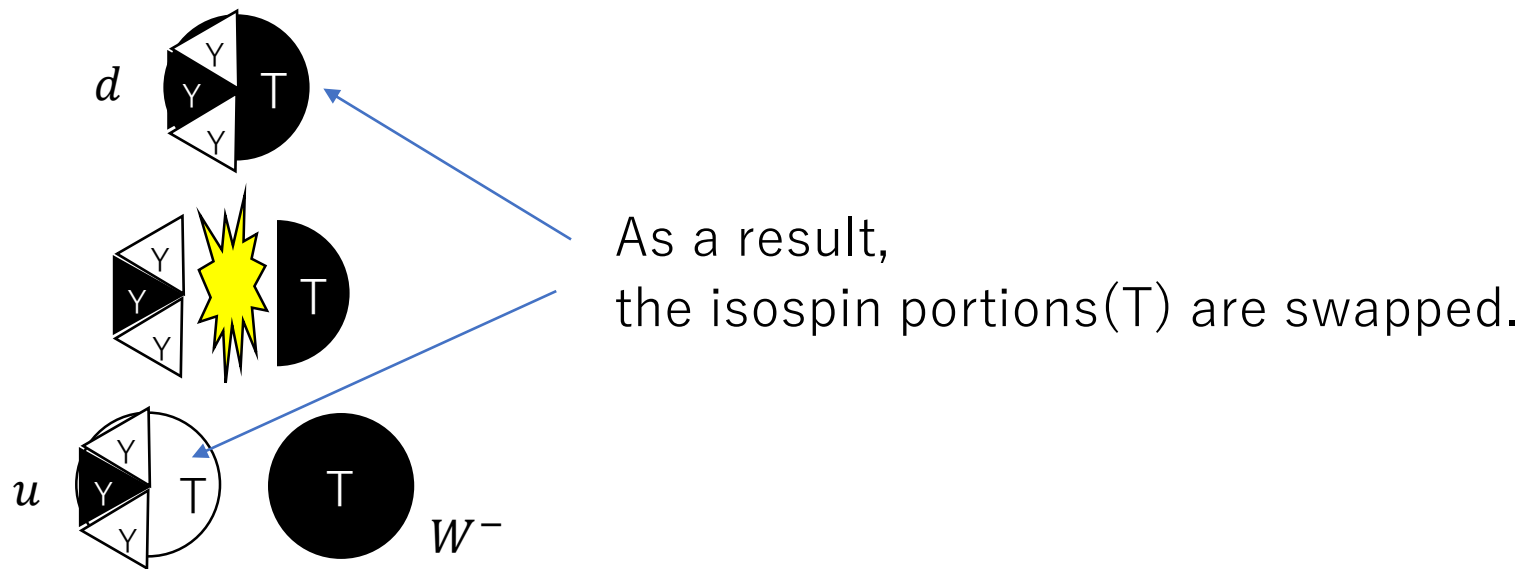 Y
d
Y
T
Y
Y
Y
T
Y
As a result,
the isospin portions(T) are swapped.
Y
u
Y
T
T
Y
W⁻